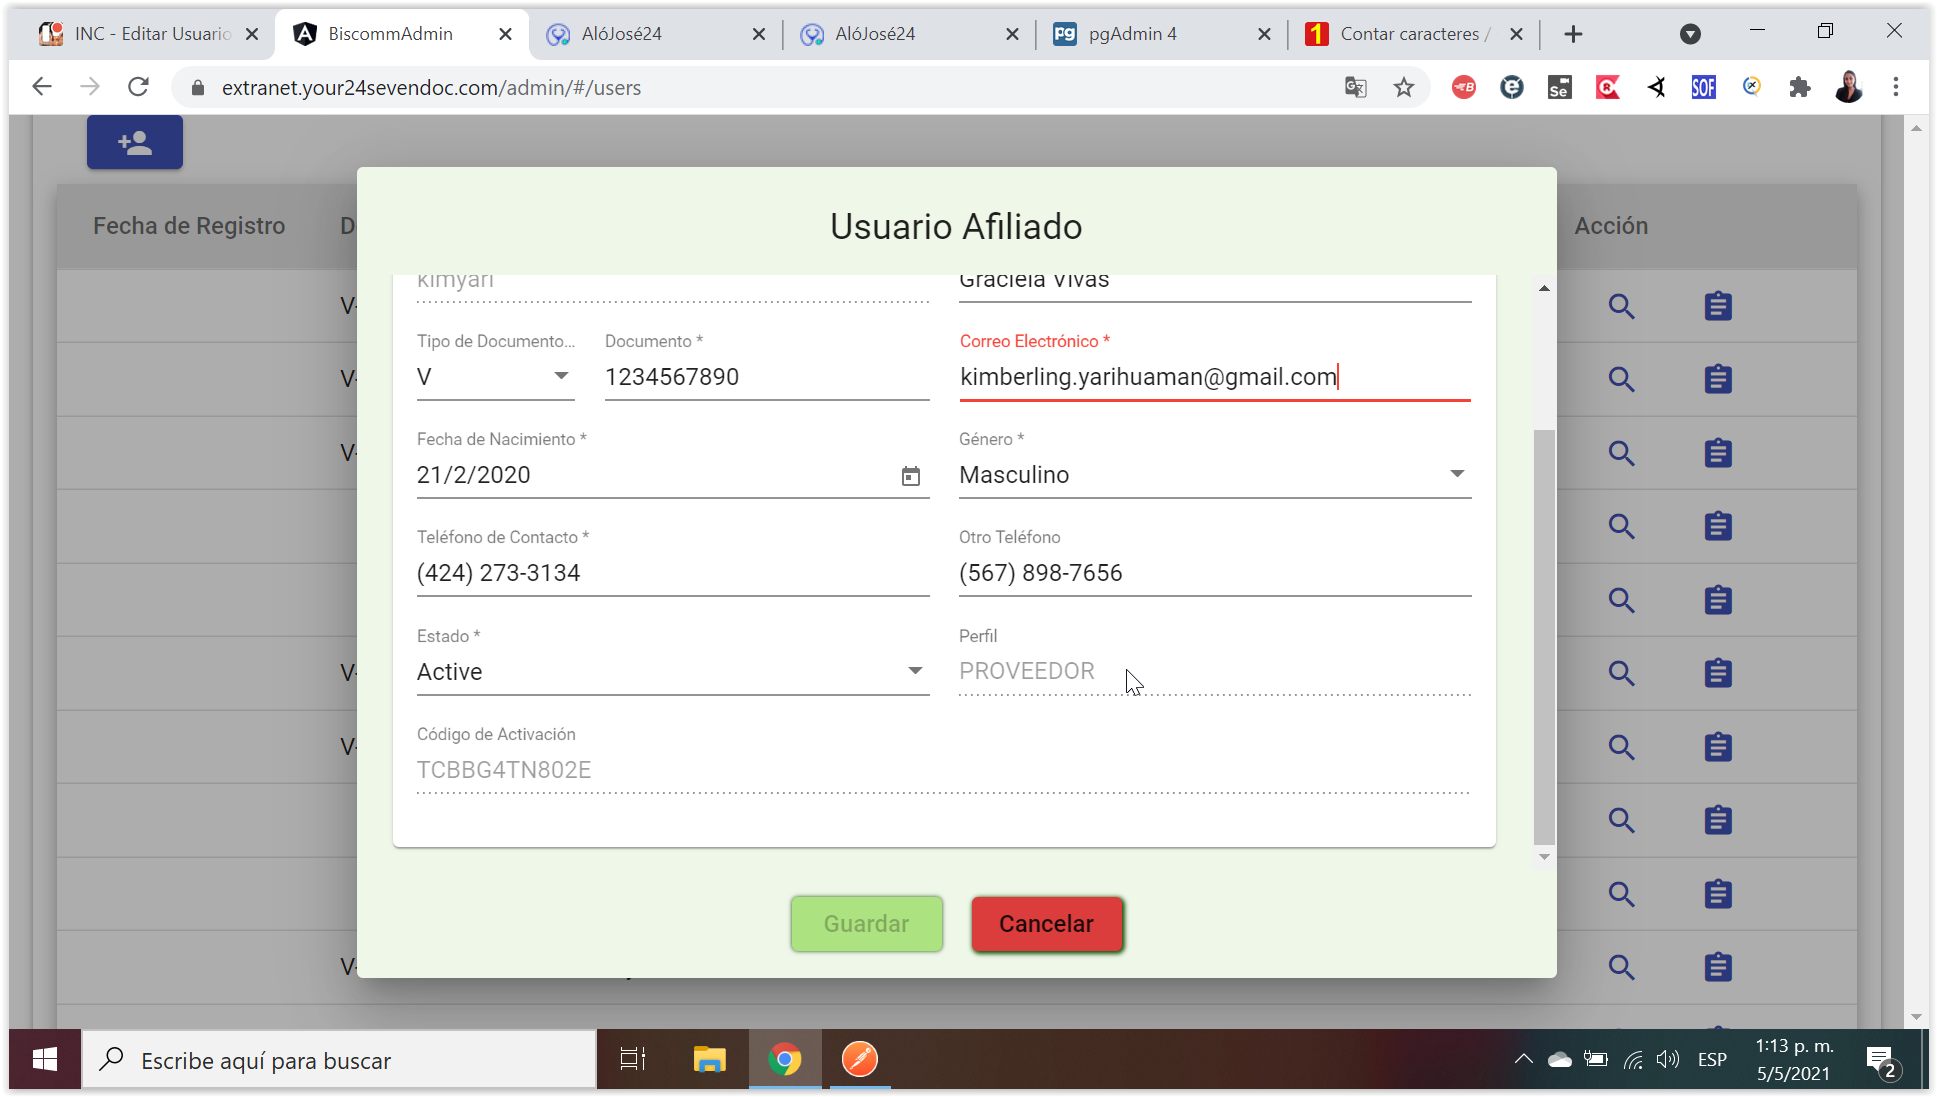 INC - Editar Usuario
BiscommAdmin
AlóJosé24
AlóJosé24
pgAdmin 4
Contar caracteres /
extranet.your24sevendoc.com/admin/#/users
Fecha de Registro
Acción
Usuario Afiliado
kimyari
Graciela Vivas
Tipo de Documento...
Documento *
Correo Electrónico *
V
1234567890
kimberling.yarihuaman@gmail.com
Fecha de Nacimiento *
Género *
21/2/2020
Masculino
Teléfono de Contacto *
Otro Teléfono
(424) 273-3134
(567) 898-7656
Estado *
Perfil
Active
PROVEEDOR
Código de Activación
TCBBG4TN802E
Guardar
Cancelar
Escribe aquí para buscar
ESP
1:13 p. m.
5/5/2021
2